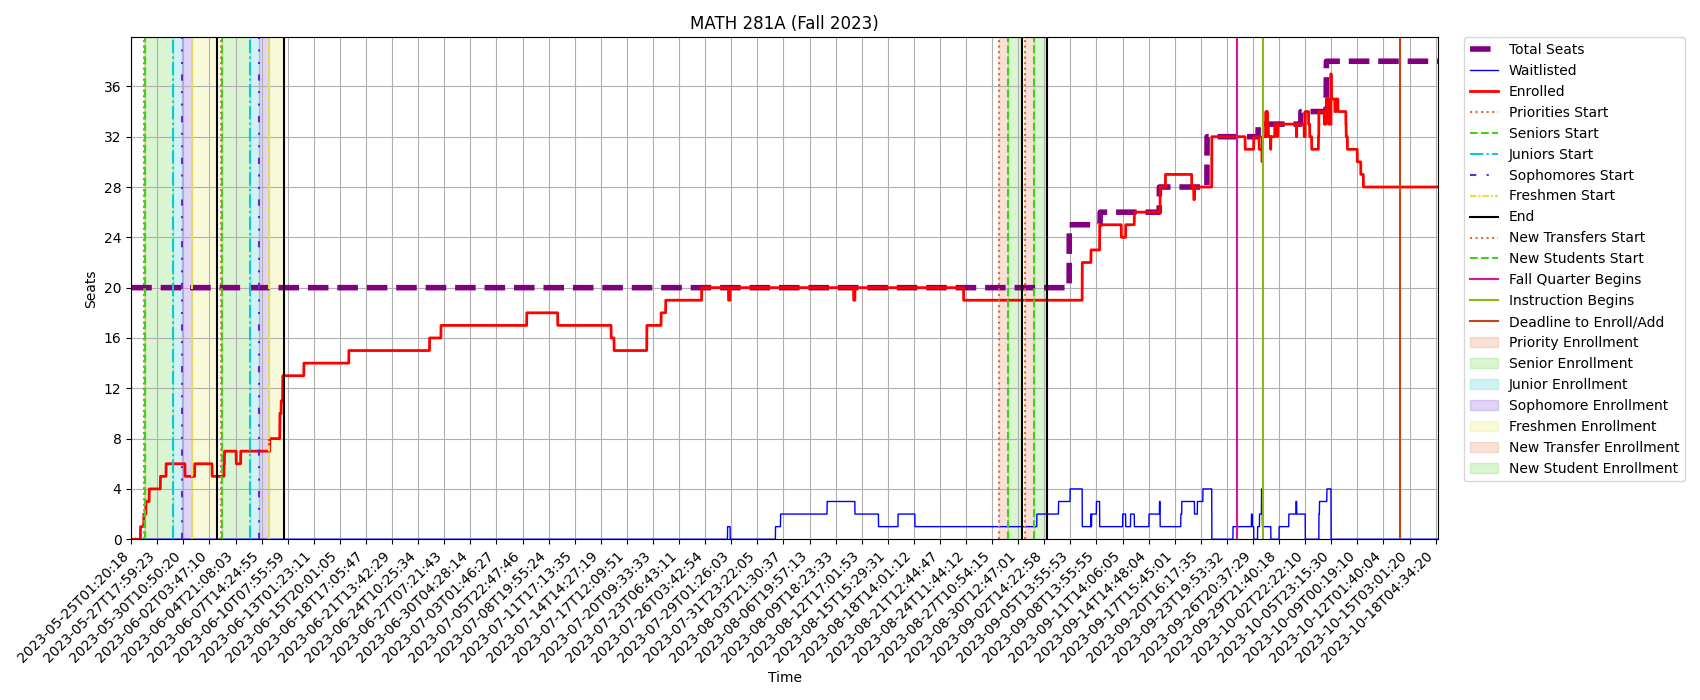 MATH 281A (Fall 2023)
Seats
36
32
28
24
20
16
12
8
4
0
2023-05-25T01:20:18
2023-05-27T17:59:23
2023-05-30T10:50:20
2023-06-02T03:47:10
2023-06-04T21:08:03
2023-06-07T14:24:55
2023-06-10T07:55:59
2023-06-13T01:23:11
2023-06-15T20:01:05
2023-06-18T17:05:47
2023-06-21T13:42:29
2023-06-24T10:25:34
2023-06-27T07:21:43
2023-06-30T04:28:14
2023-07-03T01:46:27
2023-07-05T22:47:46
2023-07-08T19:55:24
2023-07-11T17:13:35
2023-07-14T14:27:19
2023-07-17T12:09:51
2023-07-20T09:33:33
2023-07-23T06:43:11
2023-07-26T03:42:54
2023-07-29T01:26:03
2023-07-31T23:22:05
2023-08-03T21:30:37
2023-08-06T19:57:13
2023-08-09T18:23:33
2023-08-12T17:01:53
2023-08-15T15:29:31
2023-08-18T14:01:12
2023-08-21T12:44:47
2023-08-24T11:44:12
2023-08-27T10:54:15
2023-08-30T12:47:01
2023-09-02T14:22:58
2023-09-05T13:55:53
2023-09-08T13:55:55
2023-09-11T14:06:05
2023-09-14T14:48:04
2023-09-17T15:45:01
2023-09-20T16:17:35
2023-09-23T19:53:32
2023-09-26T20:37:29
2023-09-29T21:40:18
2023-10-02T22:22:10
2023-10-05T23:15:30
2023-10-09T00:19:10
2023-10-12T01:40:04
2023-10-15T03:01:20
2023-10-18T04:34:20
Time
Total Seats
Waitlisted
Enrolled
Priorities Start
Seniors Start
Juniors Start
Sophomores Start
Freshmen Start
End
New Transfers Start
New Students Start
Fall Quarter Begins
Instruction Begins
Deadline to Enroll/Add
Priority Enrollment
Senior Enrollment
Junior Enrollment
Sophomore Enrollment
Freshmen Enrollment
New Transfer Enrollment
New Student Enrollment